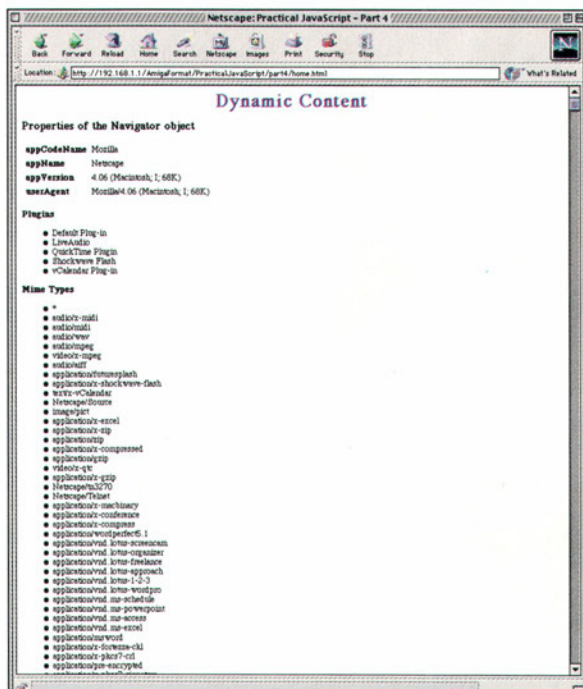 Netscape: Practical JavaScript - Part 4
Back Forward Reload Home Search Netscape Images Print Security Stop
Location: http://192.168.1.1/AmigaFormat/PracticalJavaScript/part4/home.html What's Related
Dynamic Content
Properties of the Navigator object
appCodeName Mozilla
appName Netscape
appVersion 4.06 (Macintosh; I; 68K)
userAgent Mozilla/4.06 (Macintosh; I; 68K)
Plugins
Default Plug-in
LiveAudio
QuickTime Plugin
Shockwave Flash
vCalendar Plug-in
Mime Types
*
audio/x-midi
audio/midi
audio/wav
audio/mpeg
video/x-mpeg
audio/aiff
application/futuresplash
application/x-shockwave-flash
text/x-vCalendar
Netscape/Source
image/pict
application/x-excel
application/x-zip
application/zip
application/x-compressed
application/gzip
video/x-qtc
application/x-gzip
Netscape/tn3270
Netscape/Telnet
application/x-macbinary
application/x-conference
application/x-compress
application/wordperfect5.1
application/vnd.lotus-screencam
application/vnd.lotus-organizer
application/vnd.lotus-freelance
application/vnd.lotus-approach
application/vnd.lotus-1-2-3
application/vnd.lotus-wordpro
application/vnd.ms-schedule
application/vnd.ms-powerpoint
application/vnd.ms-access
application/vnd.ms-excel
application/msword
application/x-fortezza-ckl
application/x-pkcs7-crl
application/pre-encrypted